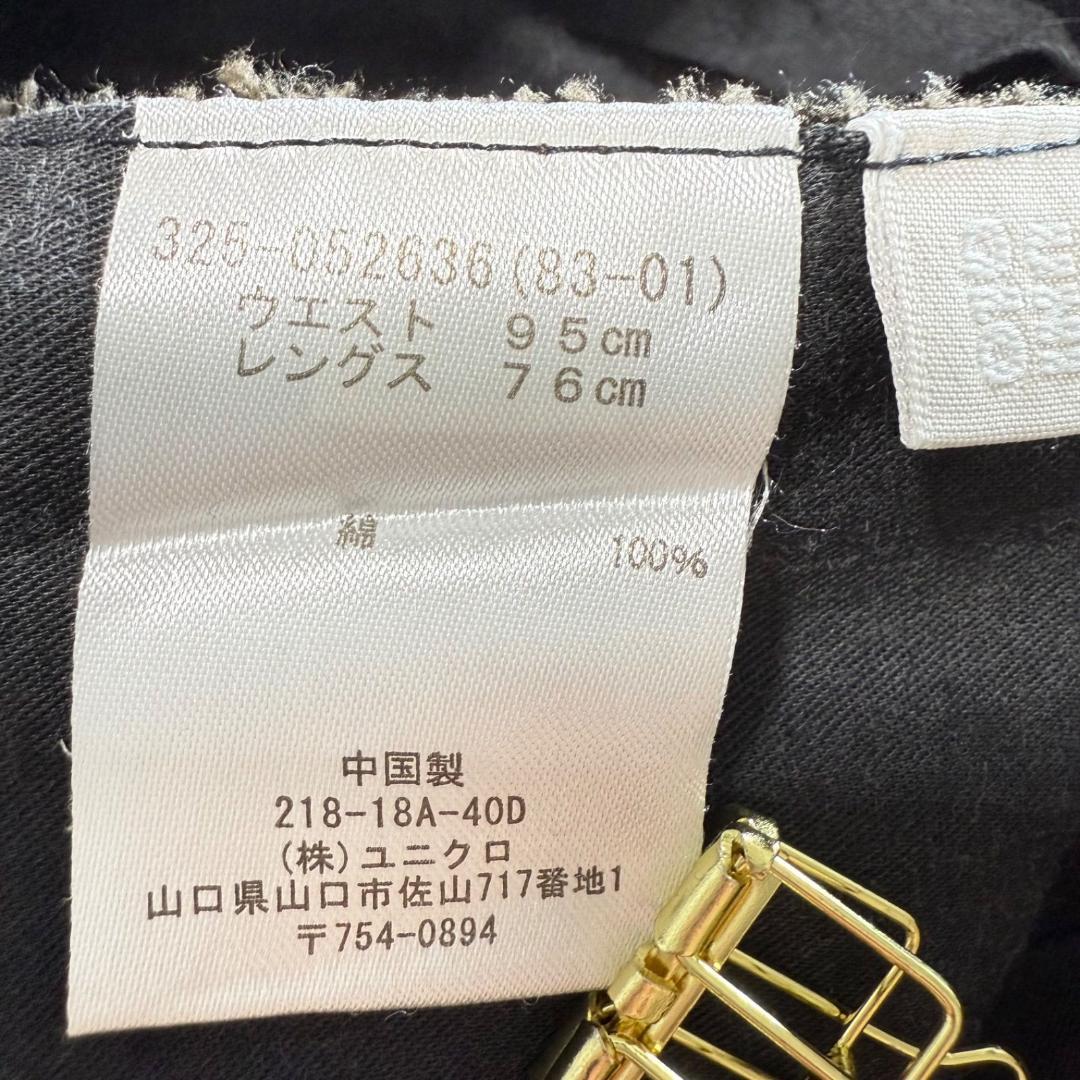 325-052636(83-01)
ウエスト 95cm
レングス 76cm
綿 100%
中国製
218-18A-40D
(株)ユニクロ
山口県山口市佐山717番地1
〒754-0894